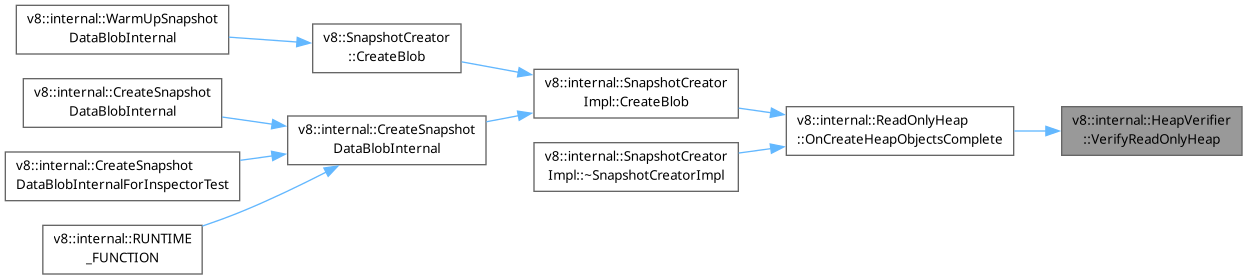 v8::internal::WarmUpSnapshot
DataBlobInternal
v8::SnapshotCreator
::CreateBlob
v8::internal::CreateSnapshot
DataBlobInternal
v8::internal::CreateSnapshot
DataBlobInternal
v8::internal::CreateSnapshot
DataBlobInternalForInspectorTest
v8::internal::RUNTIME
_FUNCTION
v8::internal::SnapshotCreator
Impl::CreateBlob
v8::internal::SnapshotCreator
Impl::~SnapshotCreatorImpl
v8::internal::ReadOnlyHeap
::OnCreateHeapObjectsComplete
v8::internal::HeapVerifier
::VerifyReadOnlyHeap